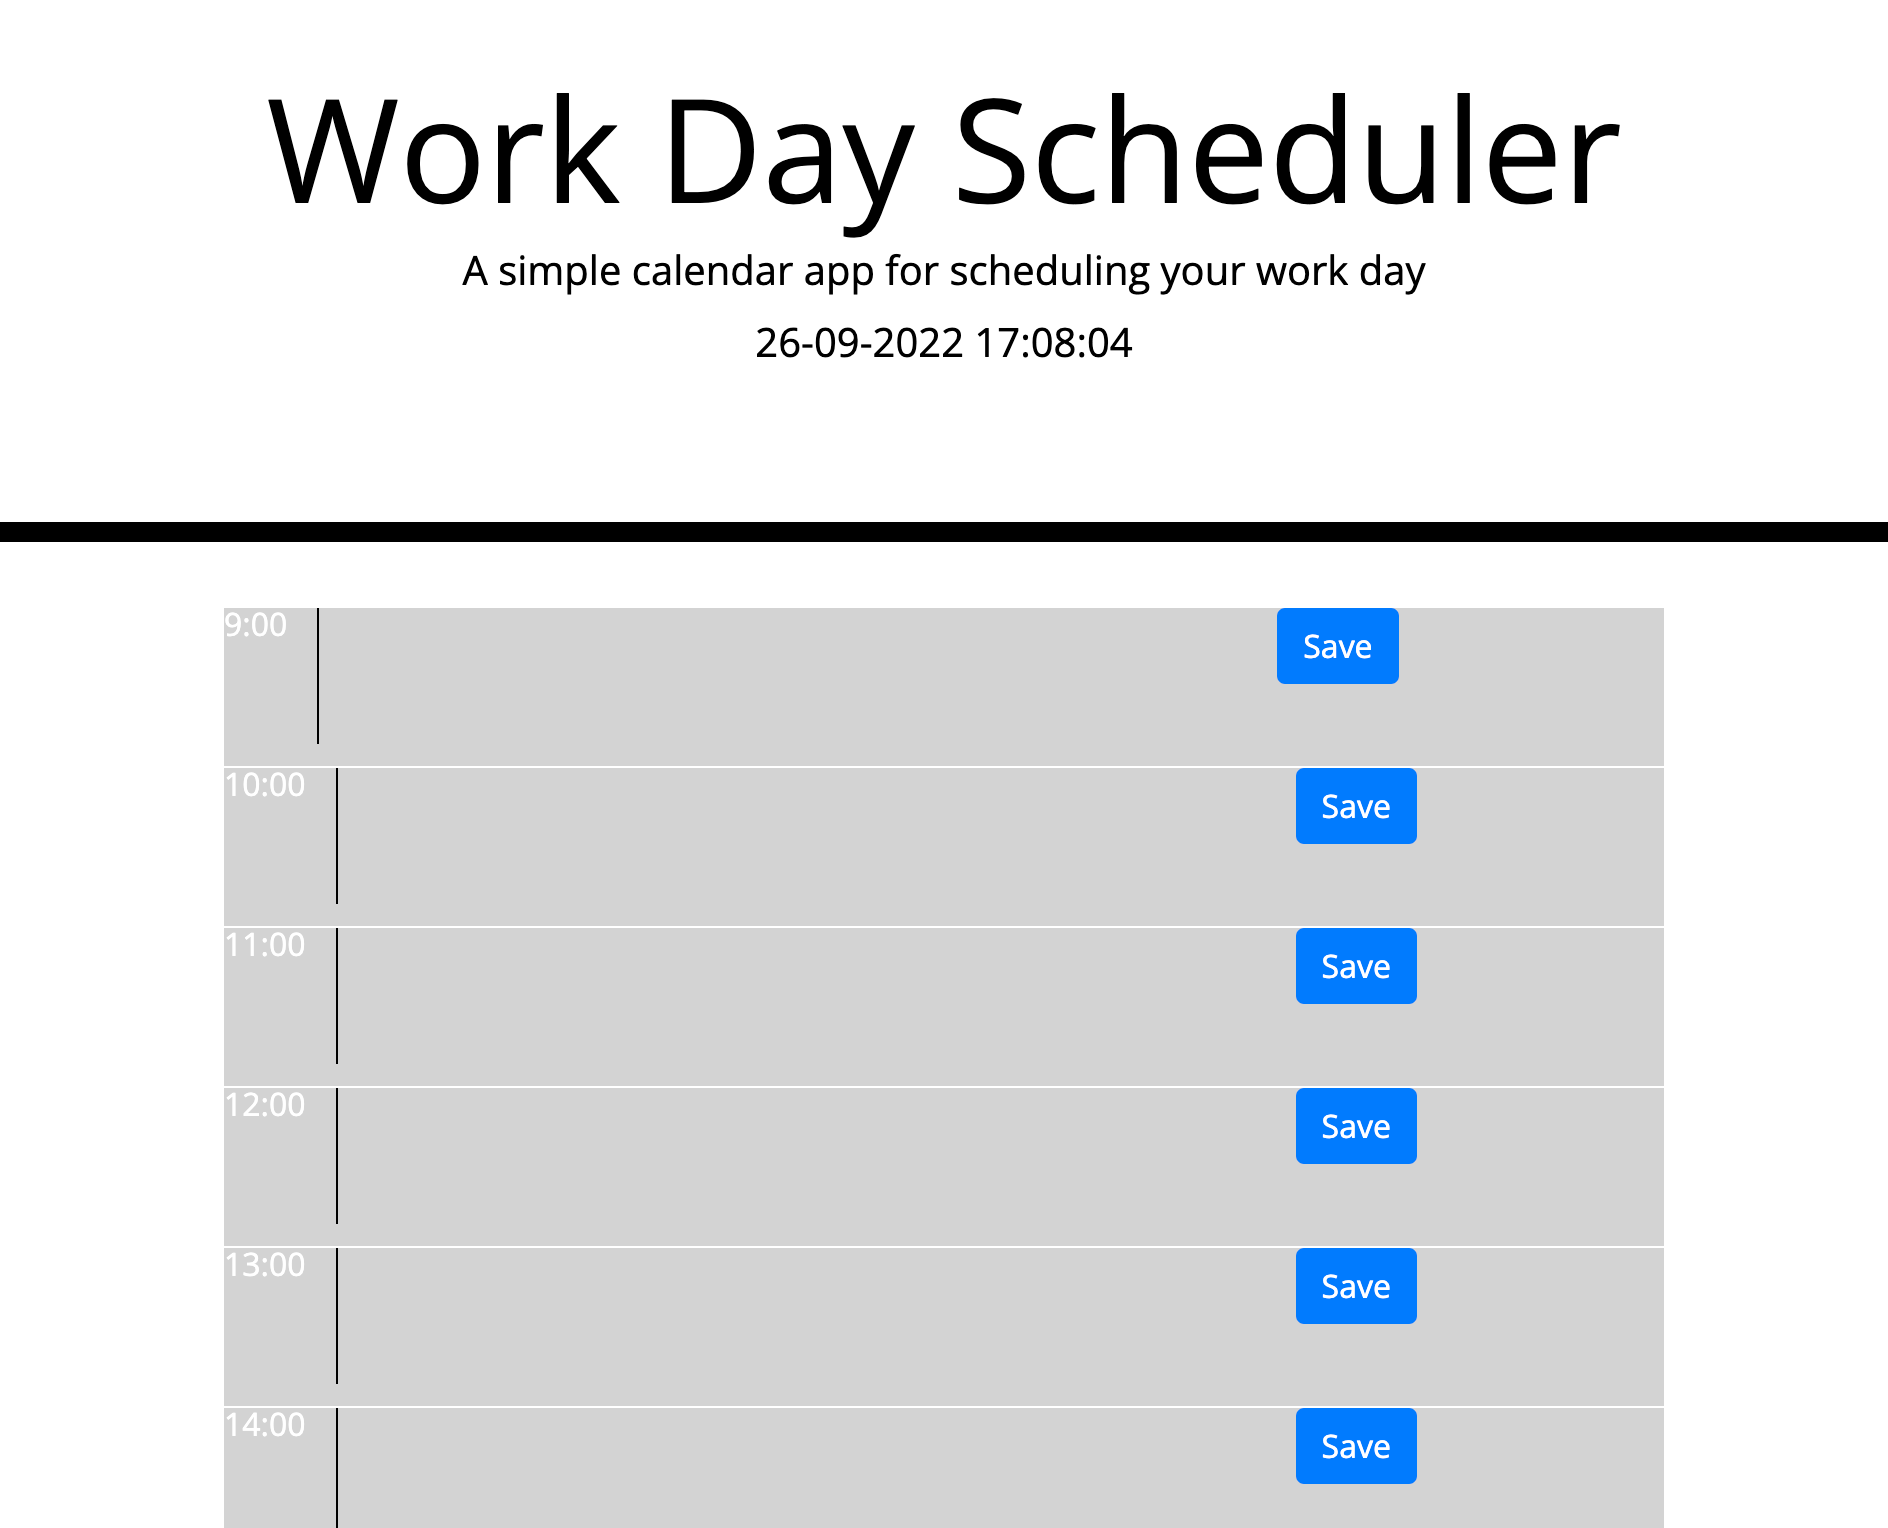 Work Day Scheduler
A simple calendar app for scheduling your work day
26-09-2022 17:08:04
9:00 Save
10:00 Save
11:00 Save
12:00 Save
13:00 Save
14:00 Save